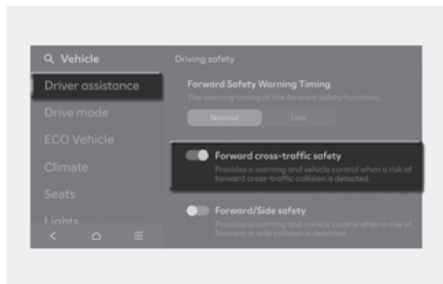 Vehicle
Driving safety
Driver assistance
Forward Safety Warning Timing
The warning timing of the forward safety functions.
Drive mode
Normal
Late
ECO Vehicle
Forward cross-traffic safety
Climate
Provides a warning and vehicle control when a risk of
forward cross-traffic collision is detected.
Seats
Forward/Side safety
Lights
Provides a warning and vehicle control when a risk of
forward or side collision is detected.